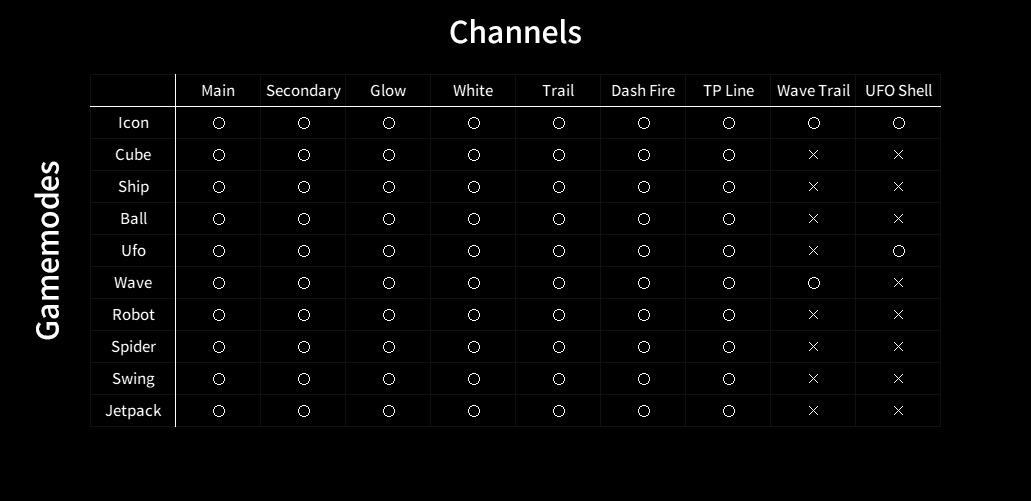 Channels
Gamemodes
Main Secondary Glow White Trail Dash Fire TP Line Wave Trail UFO Shell
Icon ○ ○ ○ ○ ○ ○ ○ ○ ○
Cube ○ ○ ○ ○ ○ ○ ○ × ×
Ship ○ ○ ○ ○ ○ ○ ○ × ×
Ball ○ ○ ○ ○ ○ ○ ○ × ×
Ufo ○ ○ ○ ○ ○ ○ ○ × ○
Wave ○ ○ ○ ○ ○ ○ ○ ○ ×
Robot ○ ○ ○ ○ ○ ○ ○ × ×
Spider ○ ○ ○ ○ ○ ○ ○ × ×
Swing ○ ○ ○ ○ ○ ○ ○ × ×
Jetpack ○ ○ ○ ○ ○ ○ ○ × ×